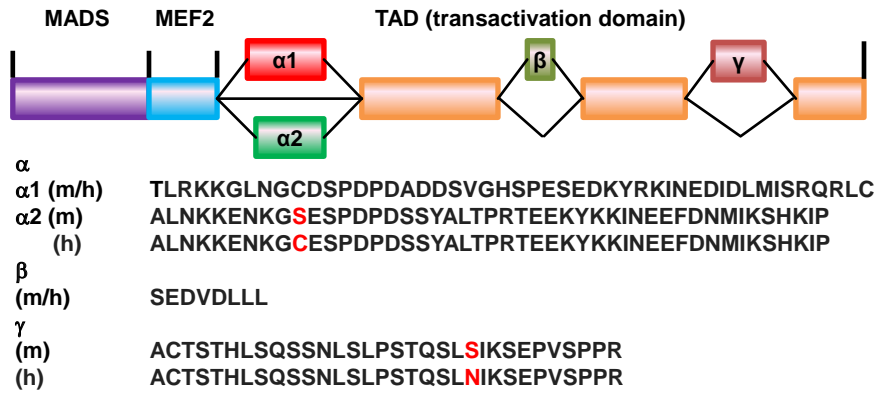 MADS MEF2 TAD (transactivation domain)
α1 β γ
α2
α
α1 (m/h) TLRKKGLNGCDSPDPDADDSVGHSPESEDKYRKINEDIDLMISRQRLC
α2 (m) ALNKKENKGSESPDPDSSYALTPRTEEKYKKINEEFDNMIKSHKIP
(h) ALNKKENKGCESPDPDSSYALTPRTEEKYKKINEEFDNMIKSHKIP
β
(m/h) SEDVDLLL
γ
(m) ACTSTHLSQSSNLSLPSTQSLSIKSEPVSPPR
(h) ACTSTHLSQSSNLSLPSTQSLNIKSEPVSPPR